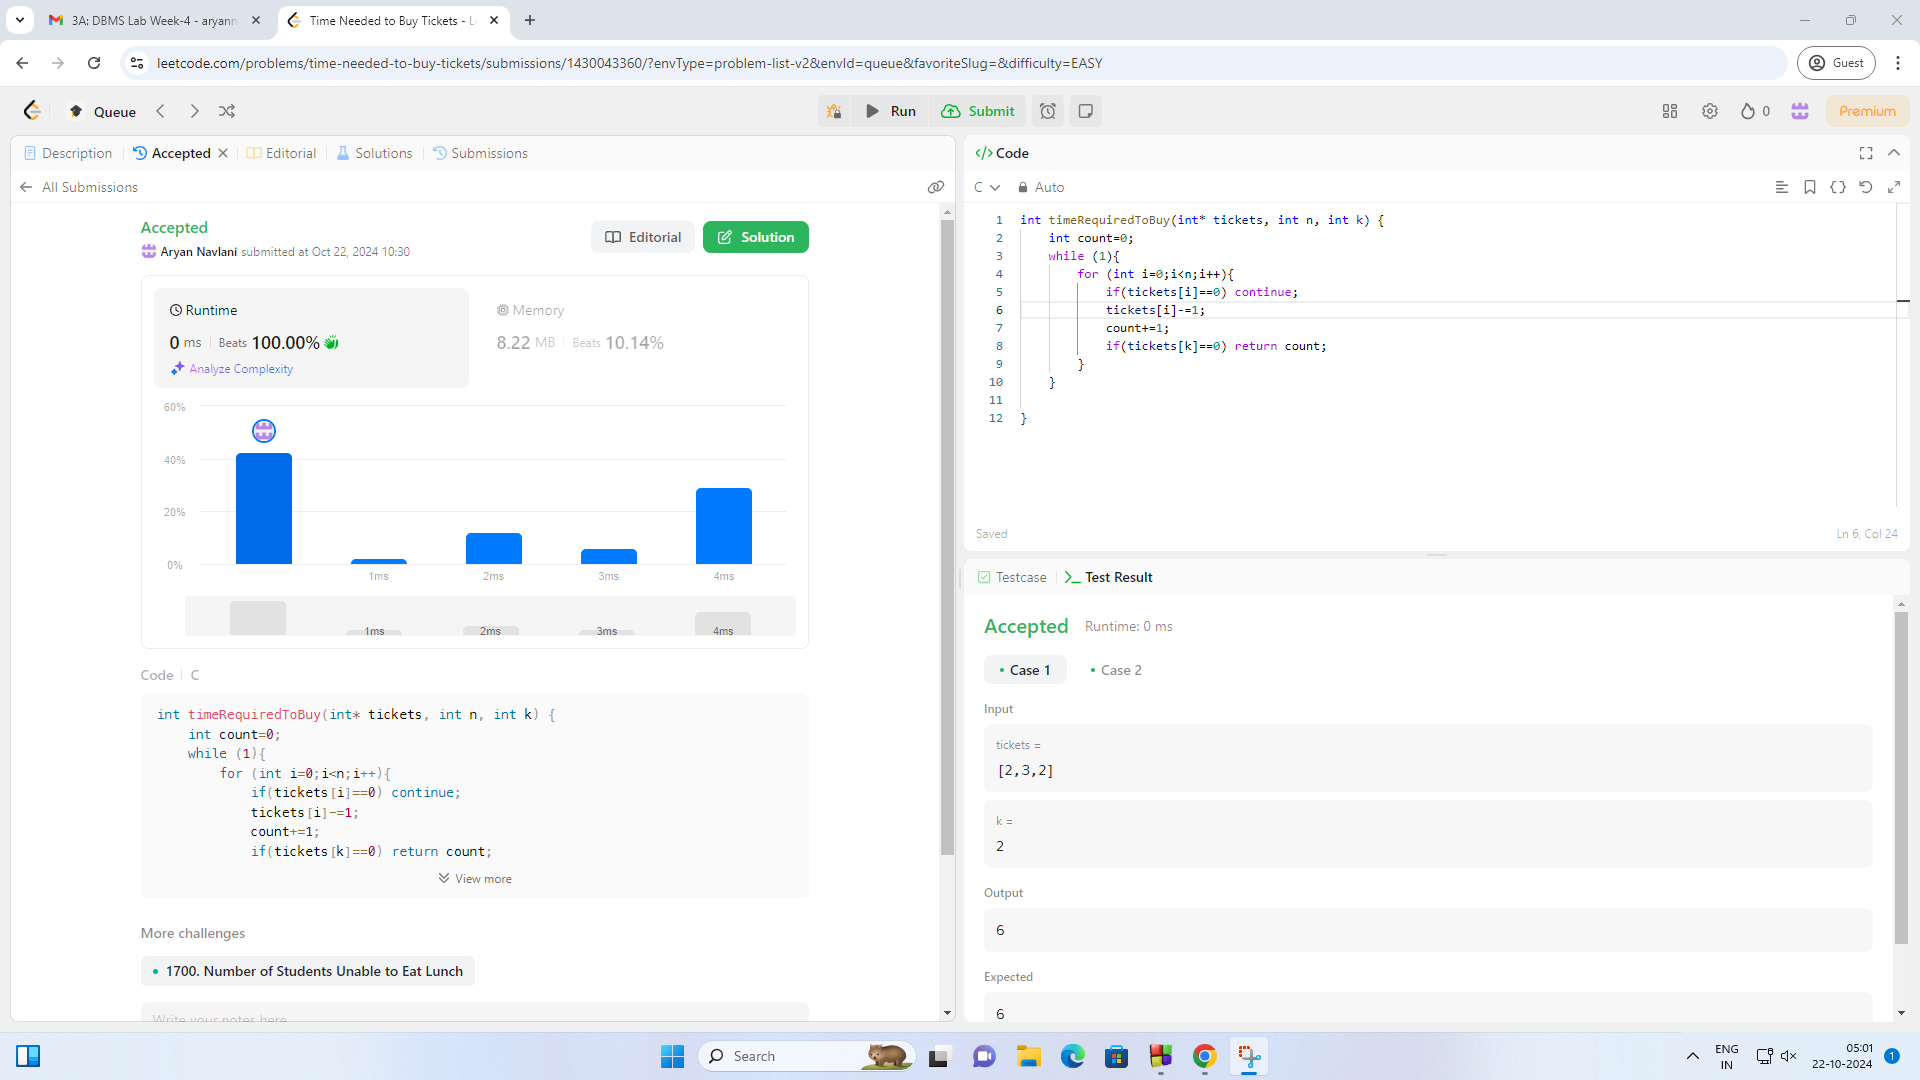 3A: DBMS Lab Week-4 - aryann
Time Needed to Buy Tickets - Le
leetcode.com/problems/time-needed-to-buy-tickets/submissions/1430043360/?envType=problem-list-v2&envId=queue&favoriteSlug=&difficulty=EASY
Guest
Queue
Run
Submit
0
Premium
Description
Accepted
Editorial
Solutions
Submissions
All Submissions
Accepted
Aryan Navlani submitted at Oct 22, 2024 10:30
Editorial
Solution
Runtime
0 ms Beats 100.00%
Analyze Complexity
Memory
8.22 MB Beats 10.14%
60%
40%
20%
0%
1ms 2ms 3ms 4ms
1ms 2ms 3ms 4ms
Code C
int timeRequiredToBuy(int* tickets, int n, int k) {
    int count=0;
    while (1){
        for (int i=0;i<n;i++){
            if(tickets[i]==0) continue;
            tickets[i]-=1;
            count+=1;
            if(tickets[k]==0) return count;
View more
More challenges
1700. Number of Students Unable to Eat Lunch
Write your notes here
</> Code
C Auto
1 int timeRequiredToBuy(int* tickets, int n, int k) {
2     int count=0;
3     while (1){
4         for (int i=0;i<n;i++){
5             if(tickets[i]==0) continue;
6             tickets[i]-=1;
7             count+=1;
8             if(tickets[k]==0) return count;
9         }
10     }
11
12 }
Saved
Ln 6, Col 24
Testcase
Test Result
Accepted Runtime: 0 ms
Case 1
Case 2
Input
tickets =
[2,3,2]
k =
2
Output
6
Expected
6
Search
ENG
IN
05:01
22-10-2024
1